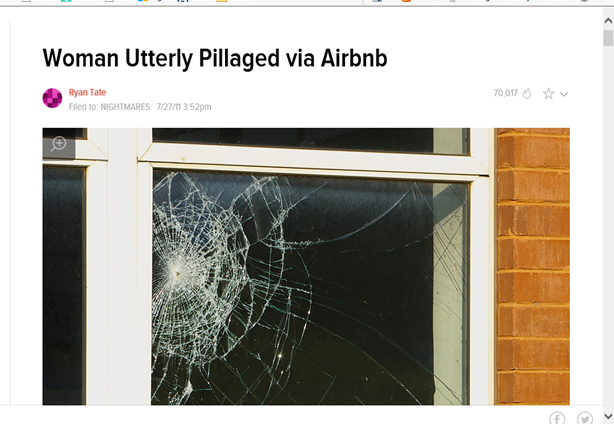 Woman Utterly Pillaged via Airbnb
Ryan Tate
70,017
Filed to: NIGHTMARES 7/27/11 3:52pm